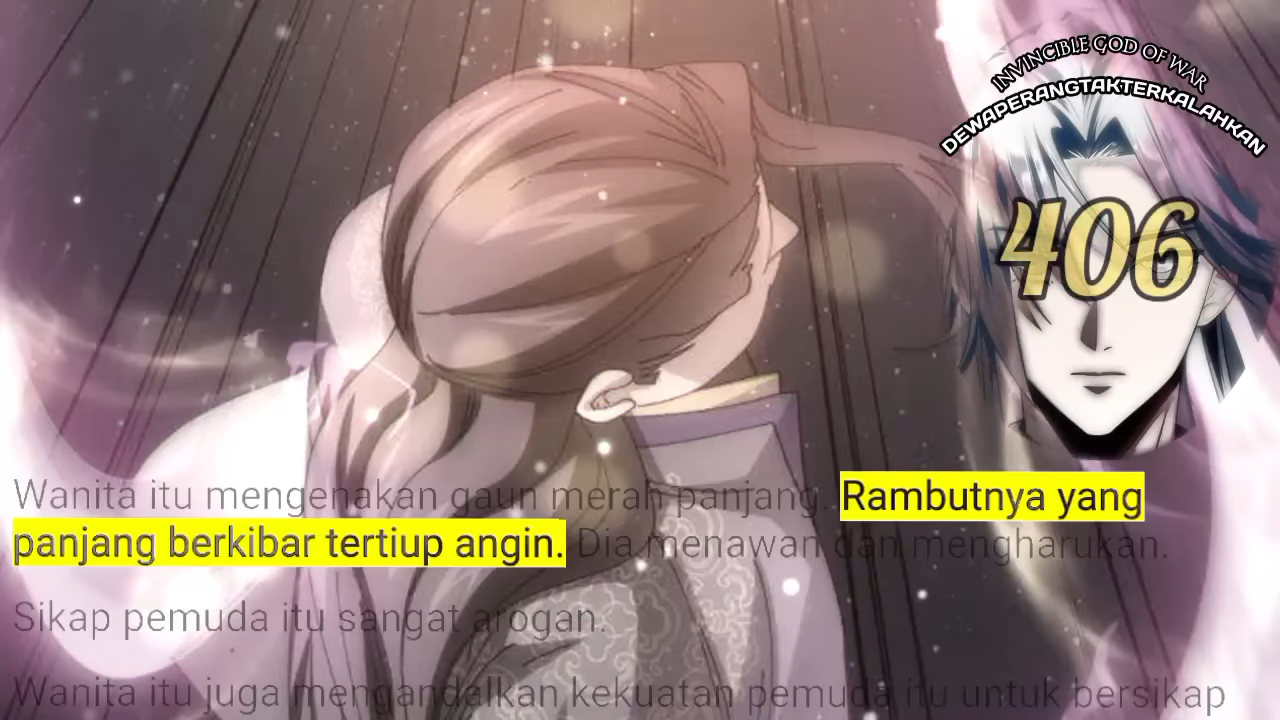 INVINCIBLE GOD OF WAR
DEWAPERANGTAKTERKALAHKAN
406
Wanita itu mengenakan gaun merah panjang. Rambutnya yang
panjang berkibar tertiup angin. Dia menawan dan mengharukan.
Sikap pemuda itu sangat arogan.
Wanita itu juga mengandalkan kekuatan pemuda itu untuk bersikap